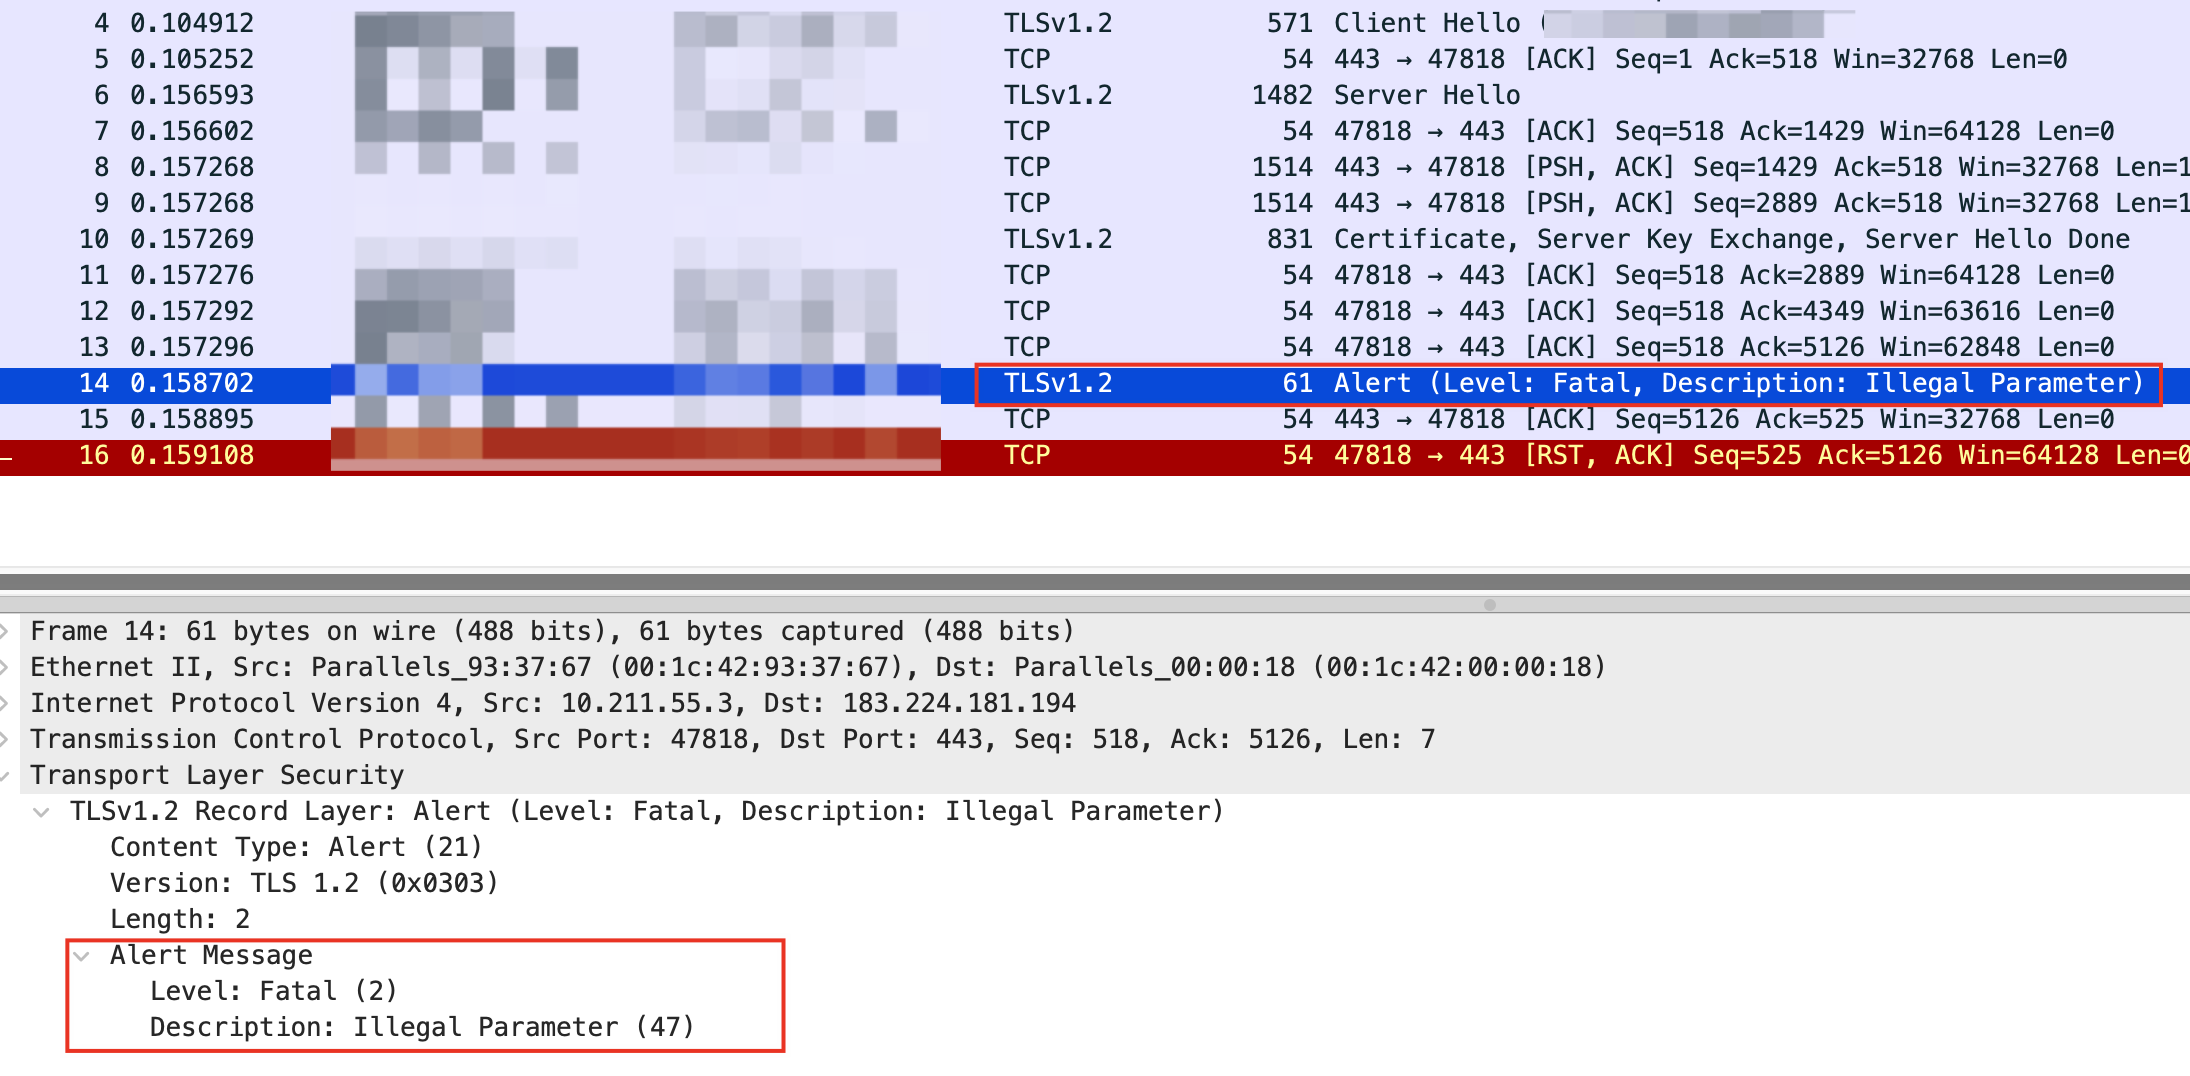 4 0.104912 TLSv1.2 571 Client Hello (
5 0.105252 TCP 54 443 → 47818 [ACK] Seq=1 Ack=518 Win=32768 Len=0
6 0.156593 TLSv1.2 1482 Server Hello
7 0.156602 TCP 54 47818 → 443 [ACK] Seq=518 Ack=1429 Win=64128 Len=0
8 0.157268 TCP 1514 443 → 47818 [PSH, ACK] Seq=1429 Ack=518 Win=32768 Len=1
9 0.157268 TCP 1514 443 → 47818 [PSH, ACK] Seq=2889 Ack=518 Win=32768 Len=1
10 0.157269 TLSv1.2 831 Certificate, Server Key Exchange, Server Hello Done
11 0.157276 TCP 54 47818 → 443 [ACK] Seq=518 Ack=2889 Win=64128 Len=0
12 0.157292 TCP 54 47818 → 443 [ACK] Seq=518 Ack=4349 Win=63616 Len=0
13 0.157296 TCP 54 47818 → 443 [ACK] Seq=518 Ack=5126 Win=62848 Len=0
14 0.158702 TLSv1.2 61 Alert (Level: Fatal, Description: Illegal Parameter)
15 0.158895 TCP 54 443 → 47818 [ACK] Seq=5126 Ack=525 Win=32768 Len=0
16 0.159108 TCP 54 47818 → 443 [RST, ACK] Seq=525 Ack=5126 Win=64128 Len=0
Frame 14: 61 bytes on wire (488 bits), 61 bytes captured (488 bits)
Ethernet II, Src: Parallels_93:37:67 (00:1c:42:93:37:67), Dst: Parallels_00:00:18 (00:1c:42:00:00:18)
Internet Protocol Version 4, Src: 10.211.55.3, Dst: 183.224.181.194
Transmission Control Protocol, Src Port: 47818, Dst Port: 443, Seq: 518, Ack: 5126, Len: 7
Transport Layer Security
TLSv1.2 Record Layer: Alert (Level: Fatal, Description: Illegal Parameter)
Content Type: Alert (21)
Version: TLS 1.2 (0x0303)
Length: 2
Alert Message
Level: Fatal (2)
Description: Illegal Parameter (47)